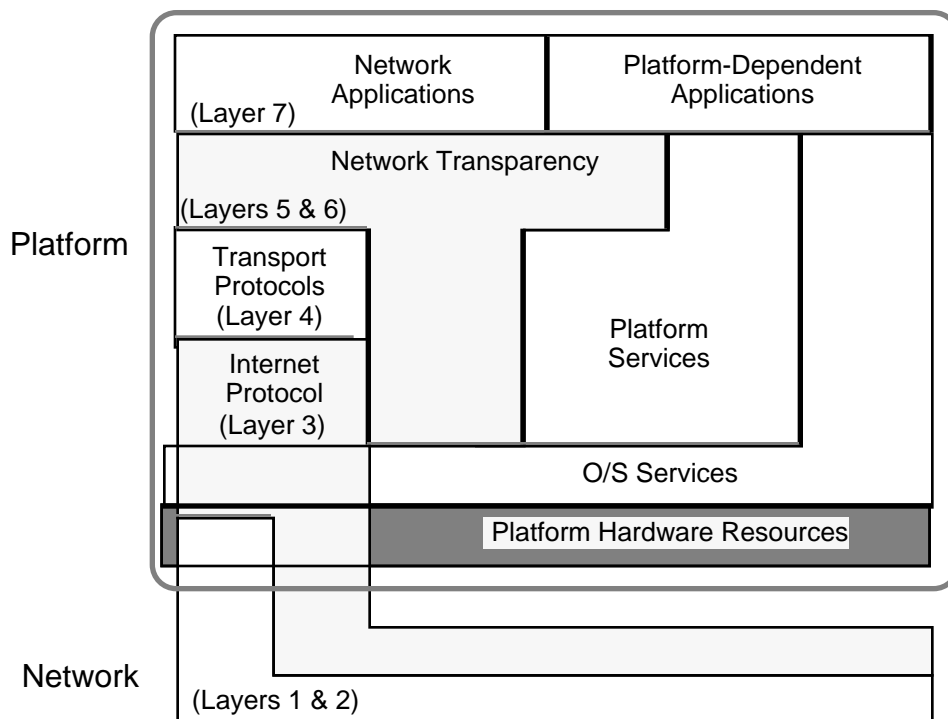 Network
Applications
(Layer 7)
Platform-Dependent
Applications
Network Transparency
(Layers 5 & 6)
Platform
Transport
Protocols
(Layer 4)
Platform
Services
Internet
Protocol
(Layer 3)
O/S Services
Platform Hardware Resources
Network
(Layers 1 & 2)